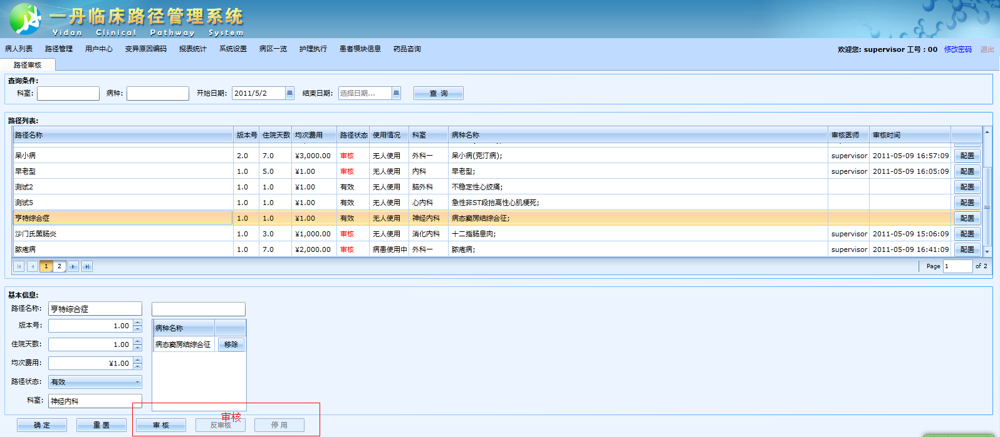 一丹临床路径管理系统
Yidan Clinical Pathway System
病人列表 路径管理 用户中心 变异原因编码 报表统计 系统设置 病区一览 护理执行 患者模块信息 药品咨询 欢迎您: supervisor 工号：00 修改密码 退出
路径审核
查询条件:
科室: 病种: 开始日期: 2011/5/2 结束日期: 选择日期... 查 询
路径列表:
路径名称 版本号 住院天数 均次费用 路径状态 使用情况 科室 病种名称 审核医师 审核时间
呆小病 2.0 7.0 ¥3,000.00 审核 无人使用 外科一 呆小病(克汀病); supervisor 2011-05-09 16:57:09 配置
早老型 1.0 5.0 ¥1.00 审核 无人使用 内科 早老型; supervisor 2011-05-09 16:05:09 配置
测试2 1.0 1.0 ¥1.00 有效 无人使用 脑外科 不稳定性心绞痛; 配置
测试5 1.0 1.0 ¥1.00 有效 无人使用 心内科 急性非ST段抬高性心肌梗死; 配置
亨特综合症 1.0 1.0 ¥1.00 有效 无人使用 神经内科 病态窦房结综合征; 配置
沙门氏菌肠炎 1.0 3.0 ¥1,000.00 审核 无人使用 消化内科 十二指肠息肉; supervisor 2011-05-09 15:06:09 配置
脓疱病 1.0 7.0 ¥2,000.00 审核 病患使用中 外科一 脓疱病; supervisor 2011-05-09 16:41:09 配置
1 2 Page 1 of 2
基本信息:
路径名称: 亨特综合症
版本号: 1.00 病种名称
住院天数: 1.00 病态窦房结综合征 移除
均次费用: ¥1.00
路径状态: 有效
科室: 神经内科
审核
确 定 重 置 审 核 反审核 停 用